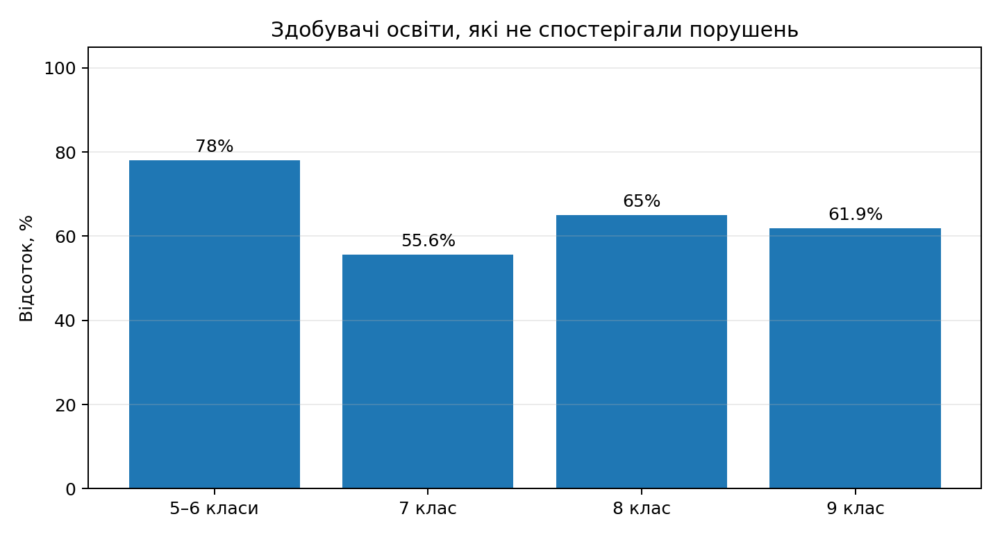 Здобувачі освіти, які не спостерігали порушень
Відсоток, %
100
80
60
40
20
0
78%
55.6%
65%
61.9%
5–6 класи
7 клас
8 клас
9 клас